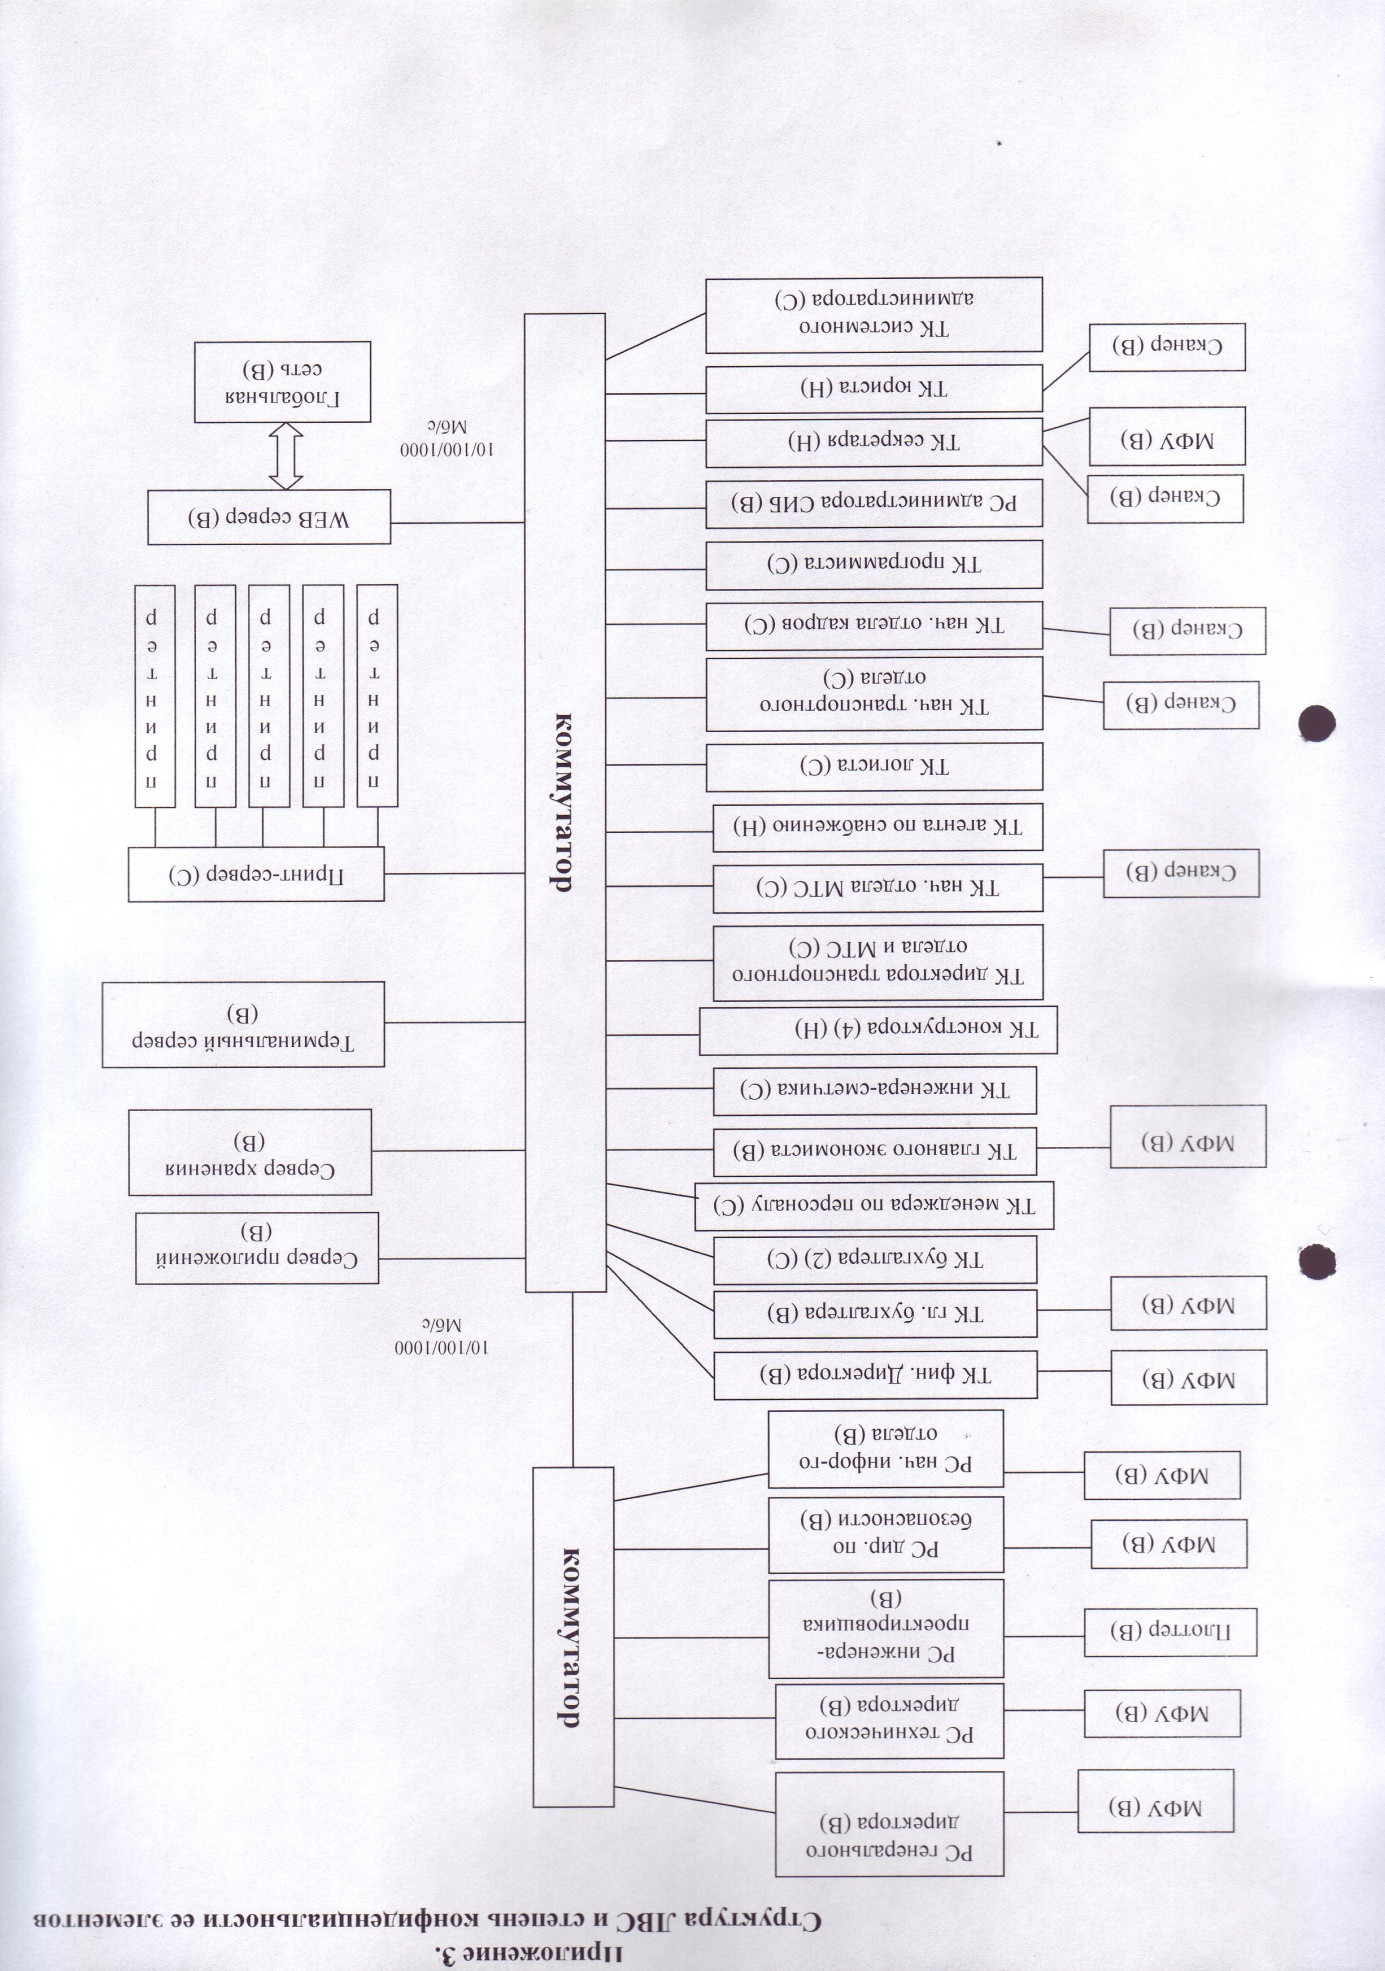 Приложение 3.
Структура ЛВС и степень конфиденциальности ее элементов
МФУ (В)
РС генерального
директора (В)
МФУ (В)
РС технического
директора (В)
Плоттер (В)
РС инженера-
проектировщика
(В)
МФУ (В)
РС дир. по
безопасности (В)
МФУ (В)
РС нач. инфор-го
отдела (В)
коммутатор
МФУ (В)
ТК фин. Директора (В)
МФУ (В)
ТК гл. бухгалтера (В)
ТК бухгалтера (2) (С)
ТК менеджера по персоналу (С)
МФУ (В)
ТК главного экономиста (В)
ТК инженера-сметчика (С)
ТК конструктора (4) (Н)
ТК директора транспортного
отдела и МТС (С)
Сканер (В)
ТК нач. отдела МТС (С)
ТК агента по снабжению (Н)
ТК логиста (С)
Сканер (В)
ТК нач. транспортного
отдела (С)
Сканер (В)
ТК нач. отдела кадров (С)
ТК программиста (С)
РС администратора СИБ (В)
Сканер (В)
МФУ (В)
ТК секретаря (Н)
Сканер (В)
ТК юриста (Н)
ТК системного
администратора (С)
коммутатор
10/100/1000
Мб/с
Сервер приложений
(В)
Сервер хранения
(В)
Терминальный сервер
(В)
Принт-сервер (С)
принтер
принтер
принтер
принтер
принтер
WEB сервер (В)
10/100/1000
Мб/с
Глобальная
сеть (В)